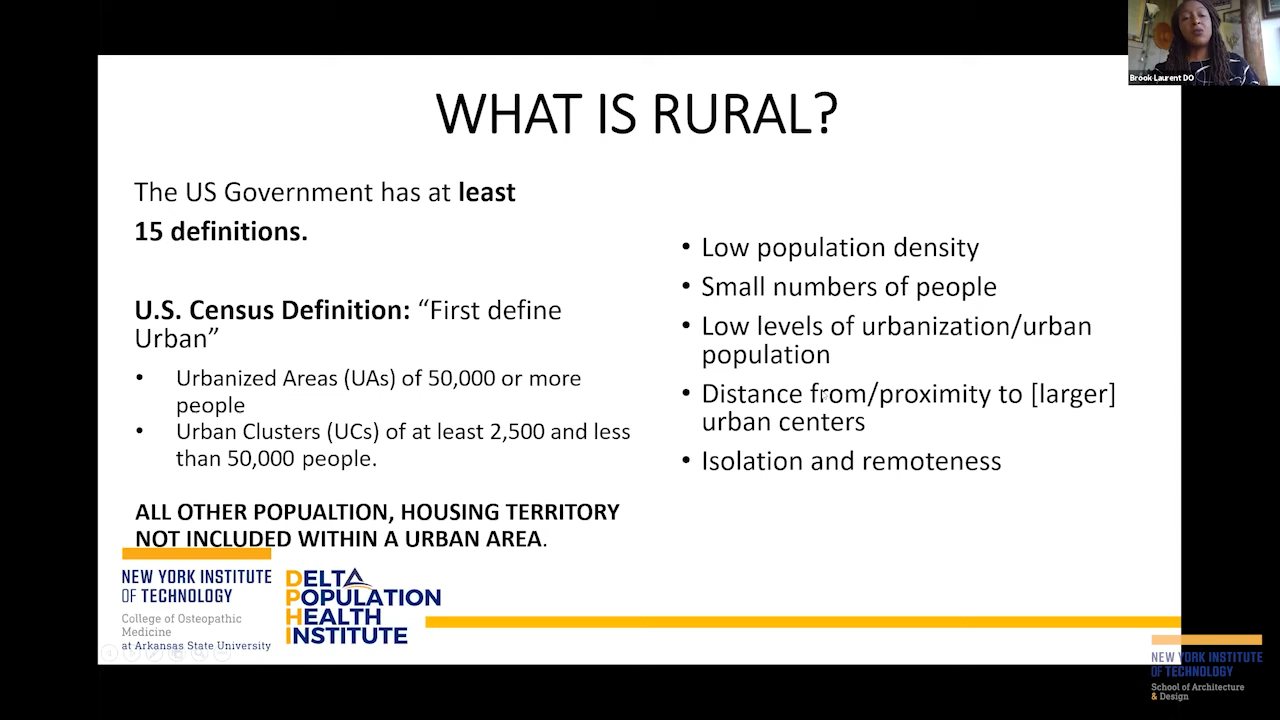 WHAT IS RURAL?
The US Government has at least
15 definitions.
U.S. Census Definition: “First define
Urban”
• Urbanized Areas (UAs) of 50,000 or more
people
• Urban Clusters (UCs) of at least 2,500 and less
than 50,000 people.
ALL OTHER POPUALTION, HOUSING TERRITORY
NOT INCLUDED WITHIN A URBAN AREA.
• Low population density
• Small numbers of people
• Low levels of urbanization/urban
population
• Distance from/proximity to [larger]
urban centers
• Isolation and remoteness
NEW YORK INSTITUTE
OF TECHNOLOGY
College of Osteopathic
Medicine
at Arkansas State University
DELTA
POPULATION
HEALTH
INSTITUTE
Brook Laurent DO
NEW YORK INSTITUTE
OF TECHNOLOGY
School of Architecture
& Design